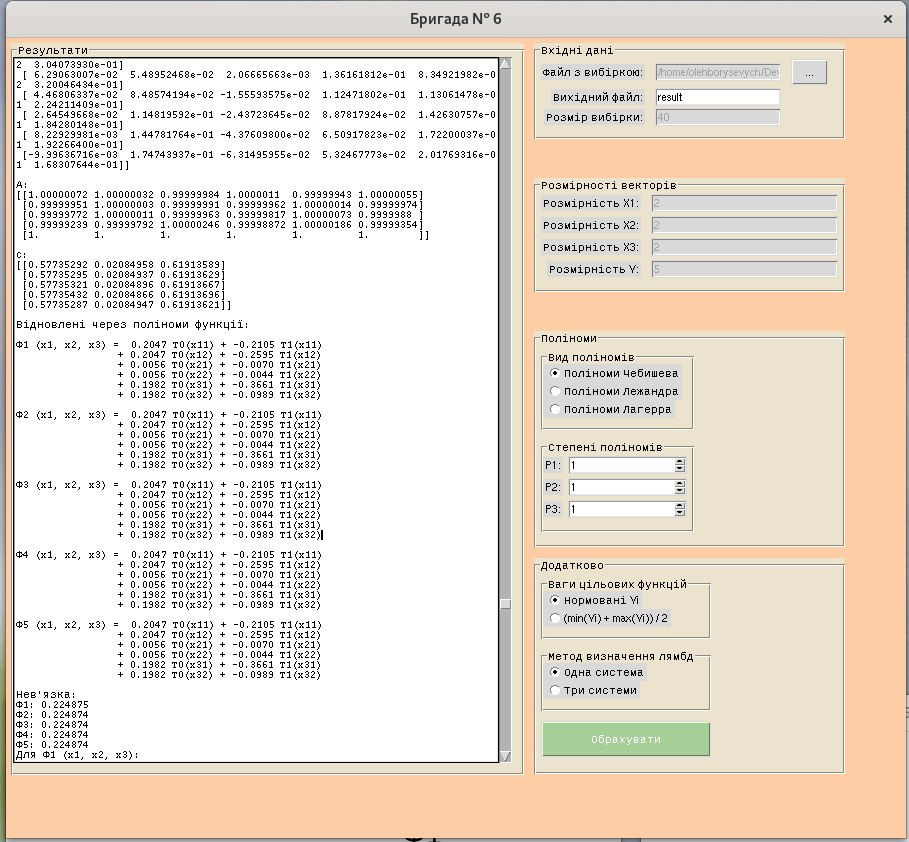 Бригада № 6
Результати
2  3.04073930e-01]
 [ 6.29063007e-02  5.48952468e-02  2.06665663e-03  1.36161812e-01  8.34921982e-0
2  3.20046434e-01]
 [ 4.46806337e-02  8.48574194e-02 -1.55593575e-02  1.12471802e-01  1.13061478e-0
1  2.24211409e-01]
 [ 2.64549668e-02  1.14819592e-01 -2.43723645e-02  8.87817924e-02  1.42630757e-0
1  1.84280148e-01]
 [ 8.22929981e-03  1.44781764e-01 -4.37609800e-02  6.50917823e-02  1.72200037e-0
1  1.92266400e-01]
 [-9.99636716e-03  1.74743937e-01 -6.31495955e-02  5.32467773e-02  2.01769316e-0
1  1.68307644e-01]]
A:
[[1.00000072 1.00000032 0.99999984 1.0000011  0.99999943 1.00000055]
 [0.99999951 1.00000003 0.99999991 0.99999962 1.00000014 0.99999974]
 [0.99999772 1.00000011 0.99999963 0.99999817 1.00000073 0.9999988 ]
 [0.99999239 0.99999792 1.00000246 0.99998872 1.00000186 0.99999354]
 [1.         1.         1.         1.         1.         1.        ]]
C:
[[0.57735292 0.02084958 0.61913589]
 [0.57735295 0.02084937 0.61913629]
 [0.57735321 0.02084896 0.61913667]
 [0.57735432 0.02084866 0.61913696]
 [0.57735287 0.02084947 0.61913621]]
Відновлені через поліноми функції:
Ф1 (x1, x2, x3) =  0.2047 T0(x11) + -0.2105 T1(x11)
+ 0.2047 T0(x12) + -0.2595 T1(x12)
+ 0.0056 T0(x21) + -0.0070 T1(x21)
+ 0.0056 T0(x22) + -0.0044 T1(x22)
+ 0.1982 T0(x31) + -0.3661 T1(x31)
+ 0.1982 T0(x32) + -0.0989 T1(x32)
Ф2 (x1, x2, x3) =  0.2047 T0(x11) + -0.2105 T1(x11)
+ 0.2047 T0(x12) + -0.2595 T1(x12)
+ 0.0056 T0(x21) + -0.0070 T1(x21)
+ 0.0056 T0(x22) + -0.0044 T1(x22)
+ 0.1982 T0(x31) + -0.3661 T1(x31)
+ 0.1982 T0(x32) + -0.0989 T1(x32)
Ф3 (x1, x2, x3) =  0.2047 T0(x11) + -0.2105 T1(x11)
+ 0.2047 T0(x12) + -0.2595 T1(x12)
+ 0.0056 T0(x21) + -0.0070 T1(x21)
+ 0.0056 T0(x22) + -0.0044 T1(x22)
+ 0.1982 T0(x31) + -0.3661 T1(x31)
+ 0.1982 T0(x32) + -0.0989 T1(x32)
Ф4 (x1, x2, x3) =  0.2047 T0(x11) + -0.2105 T1(x11)
+ 0.2047 T0(x12) + -0.2595 T1(x12)
+ 0.0056 T0(x21) + -0.0070 T1(x21)
+ 0.0056 T0(x22) + -0.0044 T1(x22)
+ 0.1982 T0(x31) + -0.3661 T1(x31)
+ 0.1982 T0(x32) + -0.0989 T1(x32)
Ф5 (x1, x2, x3) =  0.2047 T0(x11) + -0.2105 T1(x11)
+ 0.2047 T0(x12) + -0.2595 T1(x12)
+ 0.0056 T0(x21) + -0.0070 T1(x21)
+ 0.0056 T0(x22) + -0.0044 T1(x22)
+ 0.1982 T0(x31) + -0.3661 T1(x31)
+ 0.1982 T0(x32) + -0.0989 T1(x32)
Нев'язка:
Ф1: 0.224875
Ф2: 0.224874
Ф3: 0.224874
Ф4: 0.224874
Ф5: 0.224874
Для Ф1 (x1, x2, x3):
Вхідні дані
Файл з вибіркою: /home/olehborysevych/De ...
Вихідний файл: result
Розмір вибірки: 40
Розмірності векторів
Розмірність X1: 2
Розмірність X2: 2
Розмірність X3: 2
Розмірність Y: 5
Поліноми
Вид поліномів
Поліноми Чебишева
Поліноми Лежандра
Поліноми Лагерра
Степені поліномів
P1: 1
P2: 1
P3: 1
Додатково
Ваги цільових функцій
Нормовані Yi
(min(Yi) + max(Yi)) / 2
Метод визначення лямбд
Одна система
Три системи
Обрахувати